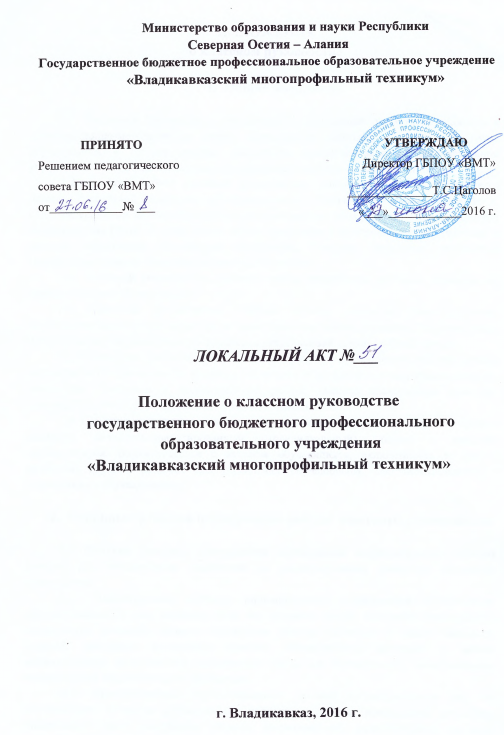 Министерство образования и науки Республики
Северная Осетия – Алания
Государственное бюджетное профессиональное образовательное учреждение
«Владикавказский многопрофильный техникум»
ПРИНЯТО
Решением педагогического
совета ГБПОУ «ВМТ»
от 27.06.16 № 8
УТВЕРЖДАЮ
Директор ГБПОУ «ВМТ»
Т.С.Цаголов
« » июня 2016 г.
ЛОКАЛЬНЫЙ АКТ № 51
Положение о классном руководстве
государственного бюджетного профессионального
образовательного учреждения
«Владикавказский многопрофильный техникум»
г. Владикавказ, 2016 г.